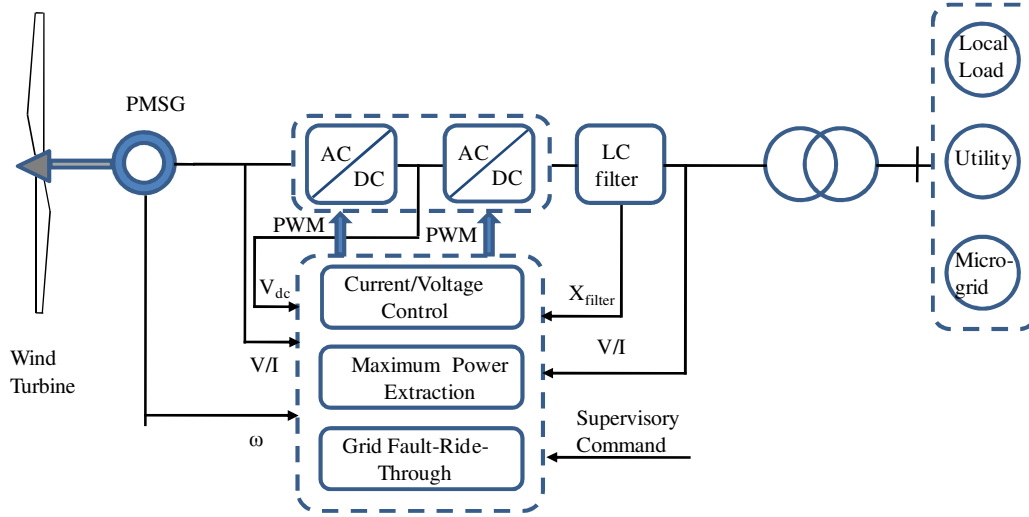 PMSG
Wind
Turbine
AC
DC
AC
DC
LC
filter
Local
Load
Utility
Micro-
grid
PWM
PWM
V_dc
V/I
ω
Current/Voltage
Control
Maximum Power
Extraction
Grid Fault-Ride-
Through
X_filter
V/I
Supervisory
Command